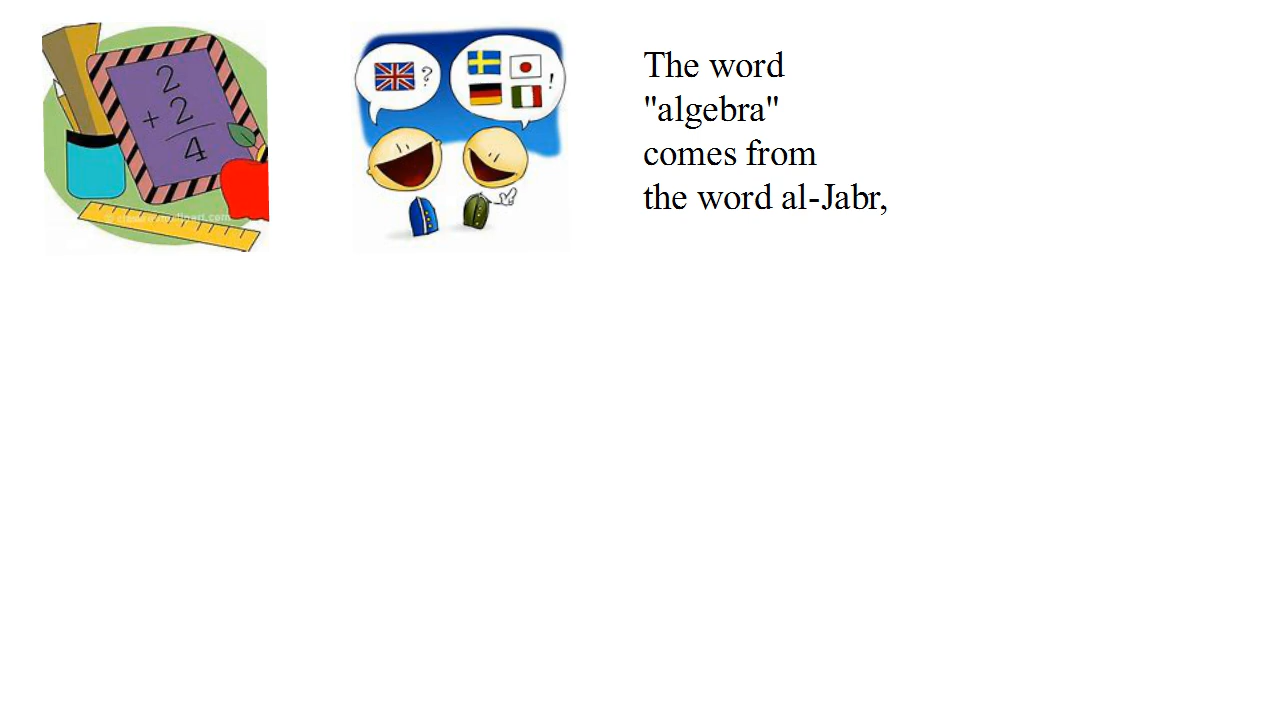 2
+ 2
4
?
!
The word
"algebra"
comes from
the word al-Jabr,